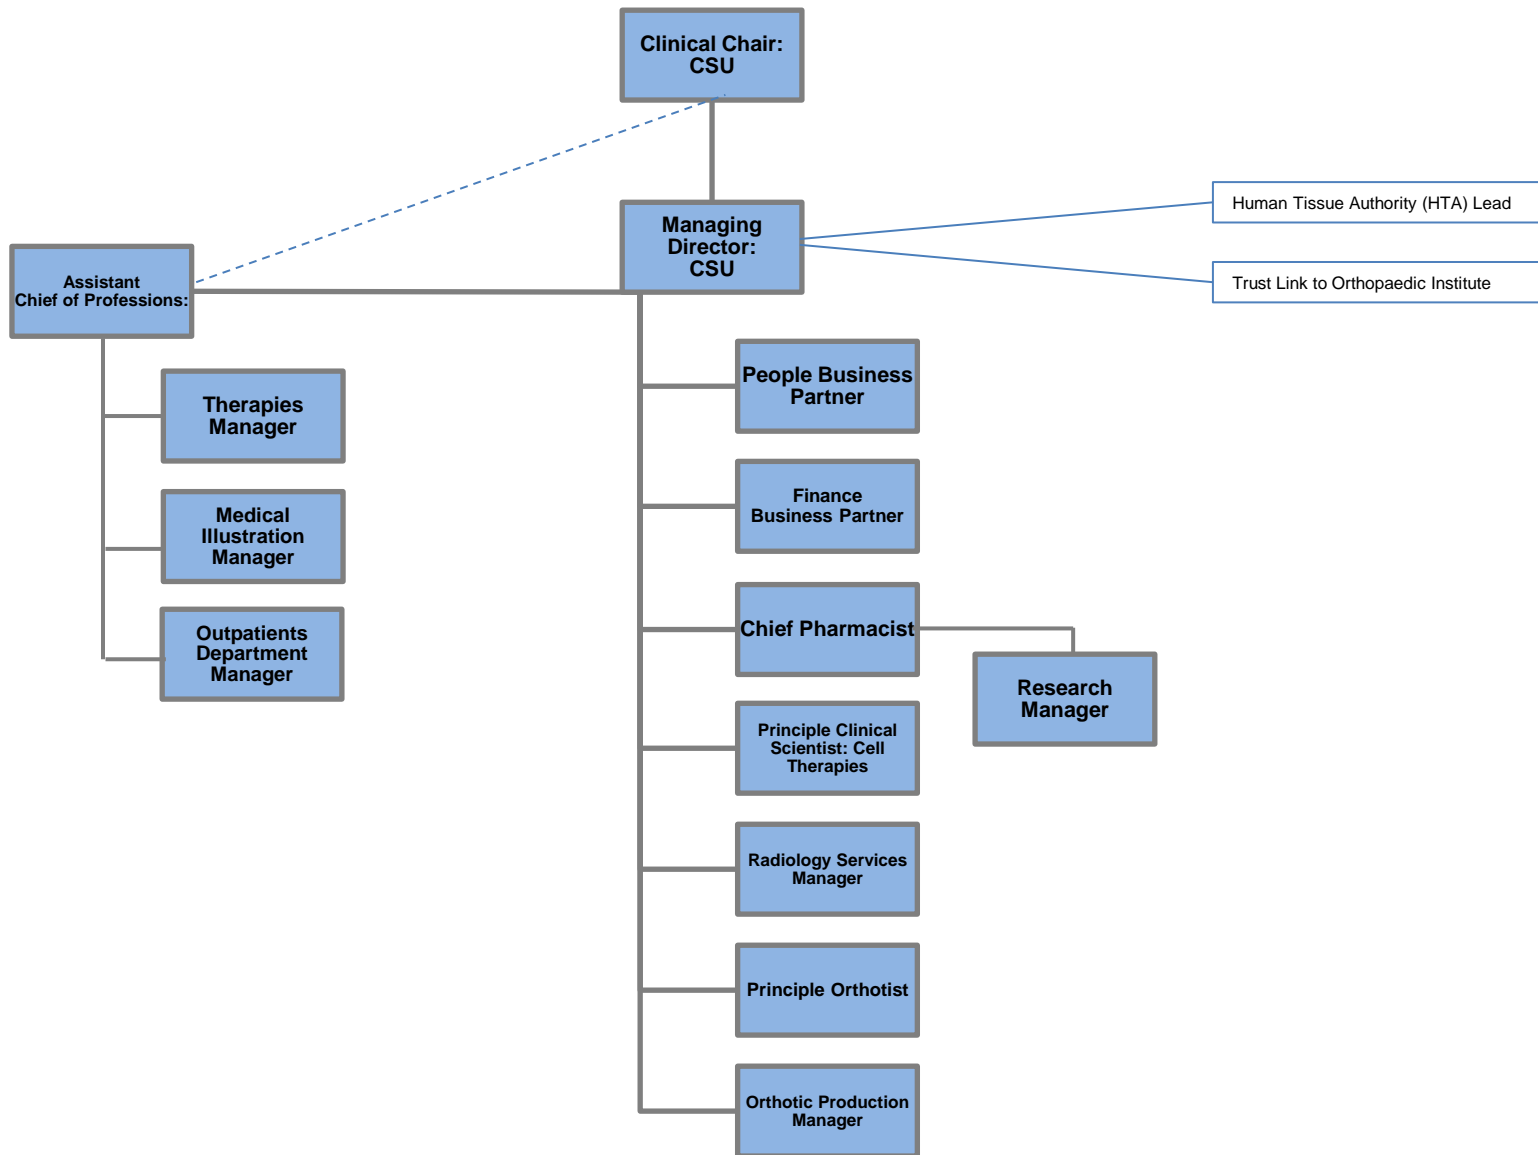 Clinical Chair:
CSU
Managing
Director:
CSU
Human Tissue Authority (HTA) Lead
Trust Link to Orthopaedic Institute
Assistant
Chief of Professions:
Therapies
Manager
Medical
Illustration
Manager
Outpatients
Department
Manager
People Business
Partner
Finance
Business Partner
Chief Pharmacist
Research
Manager
Principle Clinical
Scientist: Cell
Therapies
Radiology Services
Manager
Principle Orthotist
Orthotic Production
Manager